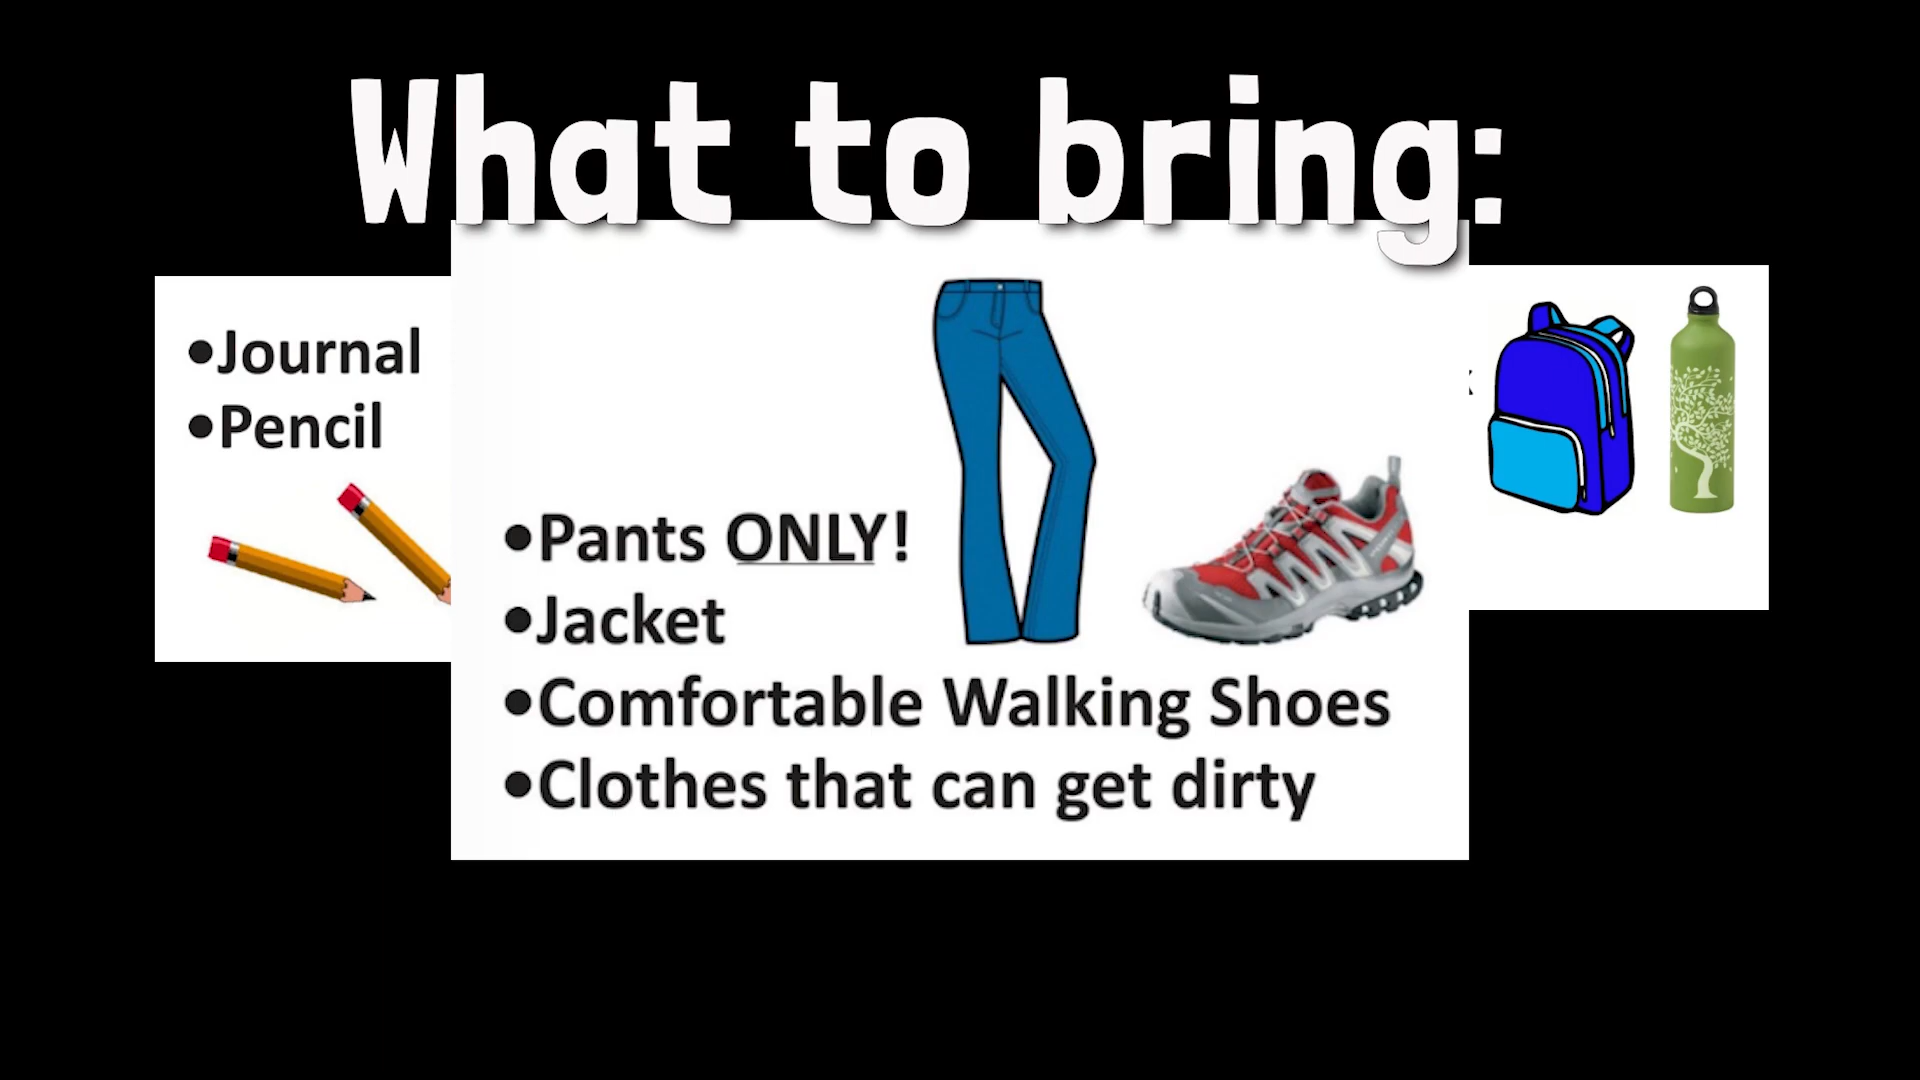 What to bring:
•Journal
•Pencil
•Pants ONLY!
•Jacket
•Comfortable Walking Shoes
•Clothes that can get dirty